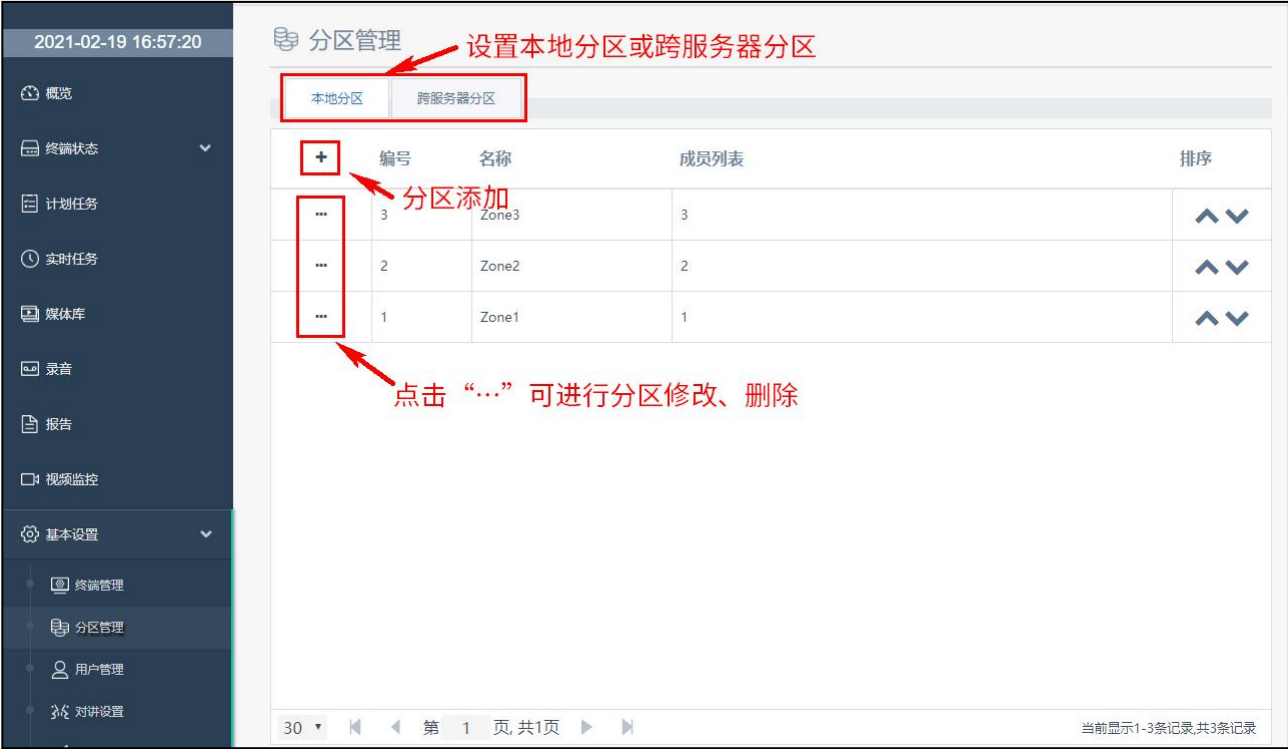 2021-02-19 16:57:20
概览
终端状态
计划任务
实时任务
媒体库
录音
报告
视频监控
基本设置
终端管理
分区管理
用户管理
对讲设置
分区管理
设置本地分区或跨服务器分区
本地分区 跨服务器分区
+ 编号 名称 成员列表 排序
分区添加
... 3 Zone3 3
... 2 Zone2 2
... 1 Zone1 1
点击“…”可进行分区修改、删除
30 第 1 页,共1页 当前显示1-3条记录,共3条记录